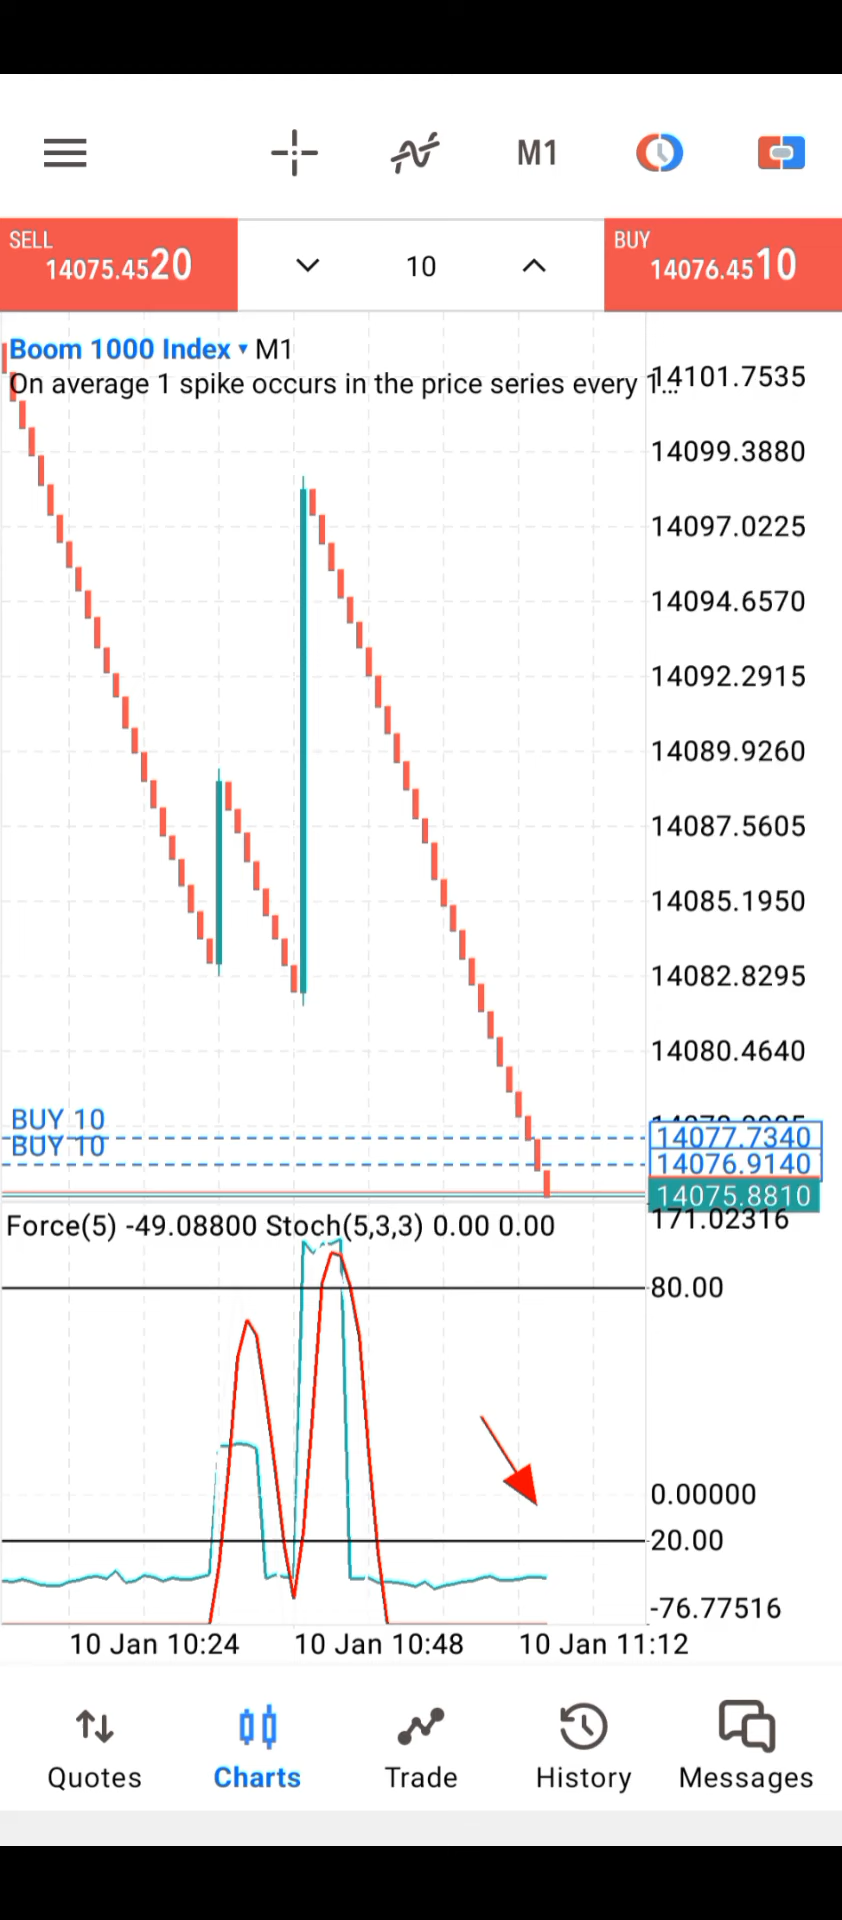 M1
SELL
14075.4520
10
BUY
14076.4510
Boom 1000 Index ▾ M1
On average 1 spike occurs in the price series every 1...
14101.7535
14099.3880
14097.0225
14094.6570
14092.2915
14089.9260
14087.5605
14085.1950
14082.8295
14080.4640
BUY 10
14077.7340
BUY 10
14076.9140
14075.8810
Force(5) -49.08800 Stoch(5,3,3) 0.00 0.00
171.02316
80.00
0.00000
20.00
-76.77516
10 Jan 10:24
10 Jan 10:48
10 Jan 11:12
Quotes
Charts
Trade
History
Messages